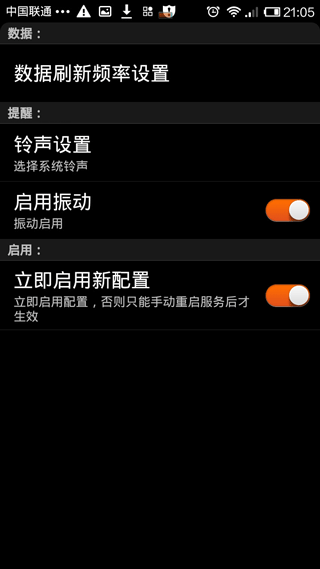 中国联通 ••• 21:05
数据：
数据刷新频率设置
提醒：
铃声设置
选择系统铃声
启用振动
振动启用
启用：
立即启用新配置
立即启用配置，否则只能手动重启服务后才
生效